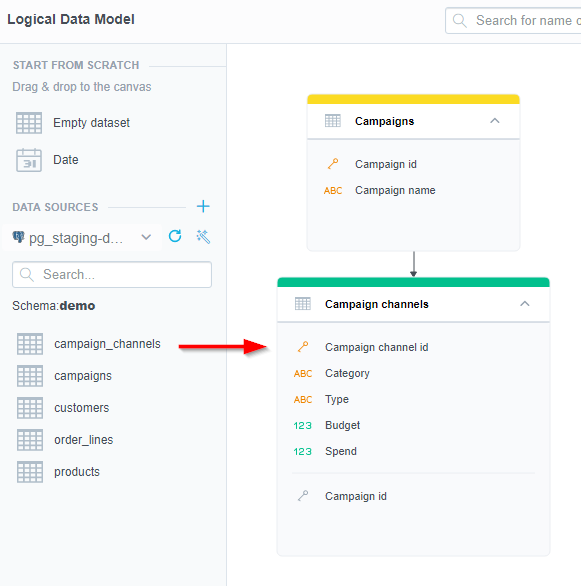 Logical Data Model
Search for name o
START FROM SCRATCH
Drag & drop to the canvas
Empty dataset
31
Date
DATA SOURCES
pg_staging-d...
Search...
Schema:demo
campaign_channels
campaigns
customers
order_lines
products
Campaigns
Campaign id
ABC Campaign name
Campaign channels
Campaign channel id
ABC Category
ABC Type
123 Budget
123 Spend
Campaign id